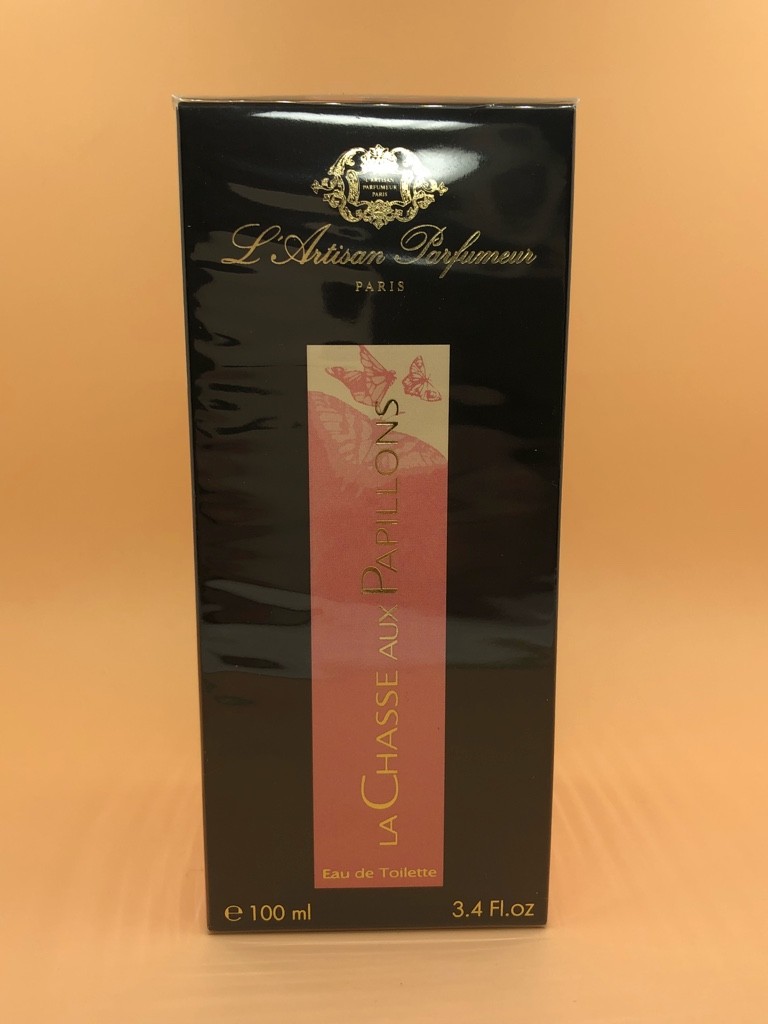 L'ARTISAN
PARFUMEUR
PARIS
L'Artisan Parfumeur
PARIS
LA CHASSE AUX PAPILLONS
Eau de Toilette
℮ 100 ml
3.4 Fl.oz